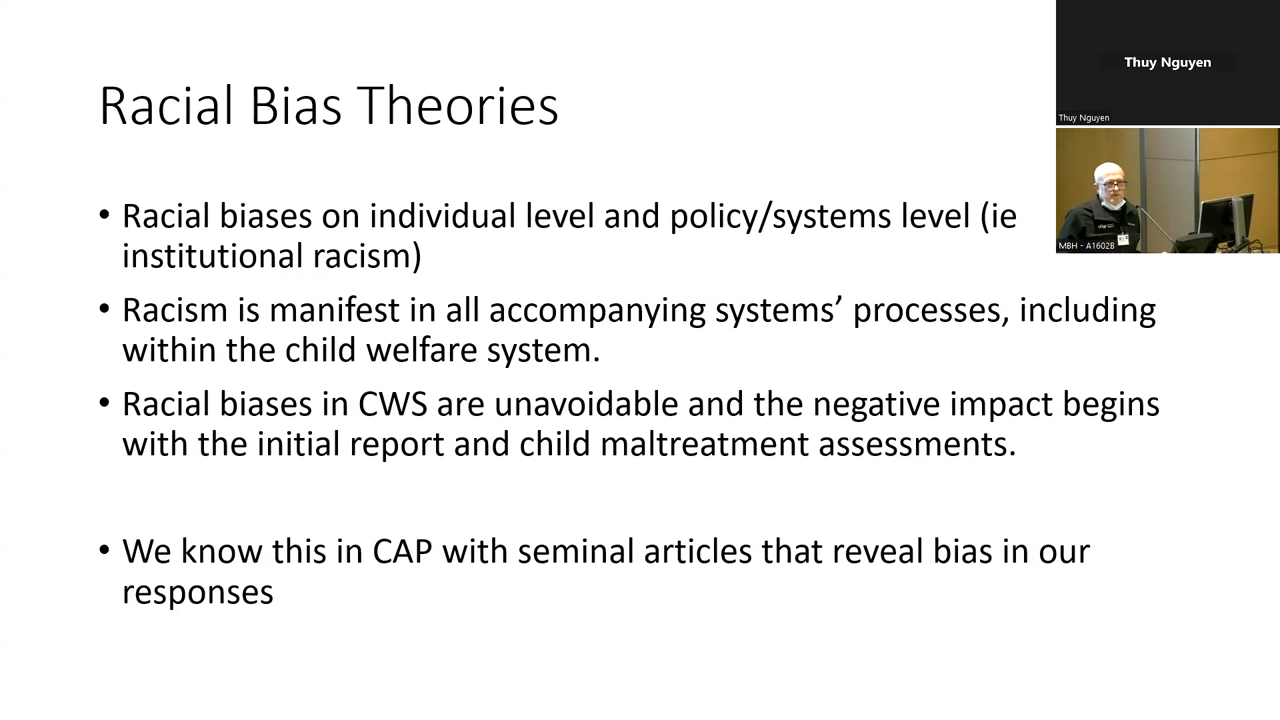 Racial Bias Theories
• Racial biases on individual level and policy/systems level (ie
institutional racism)
• Racism is manifest in all accompanying systems’ processes, including
within the child welfare system.
• Racial biases in CWS are unavoidable and the negative impact begins
with the initial report and child maltreatment assessments.
• We know this in CAP with seminal articles that reveal bias in our
responses
Thuy Nguyen
Thuy Nguyen
MBH - A1602B